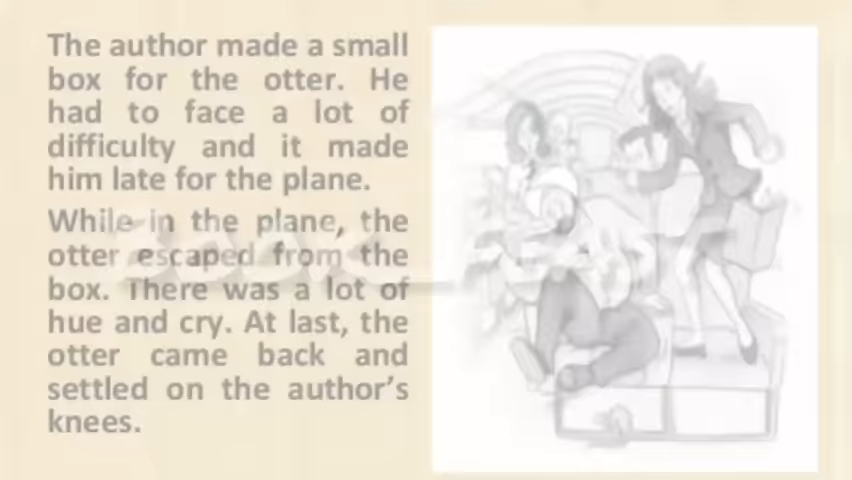 The author made a small
box for the otter. He
had to face a lot of
difficulty and it made
him late for the plane.
While in the plane, the
otter escaped from the
box. There was a lot of
hue and cry. At last, the
otter came back and
settled on the author's
knees.